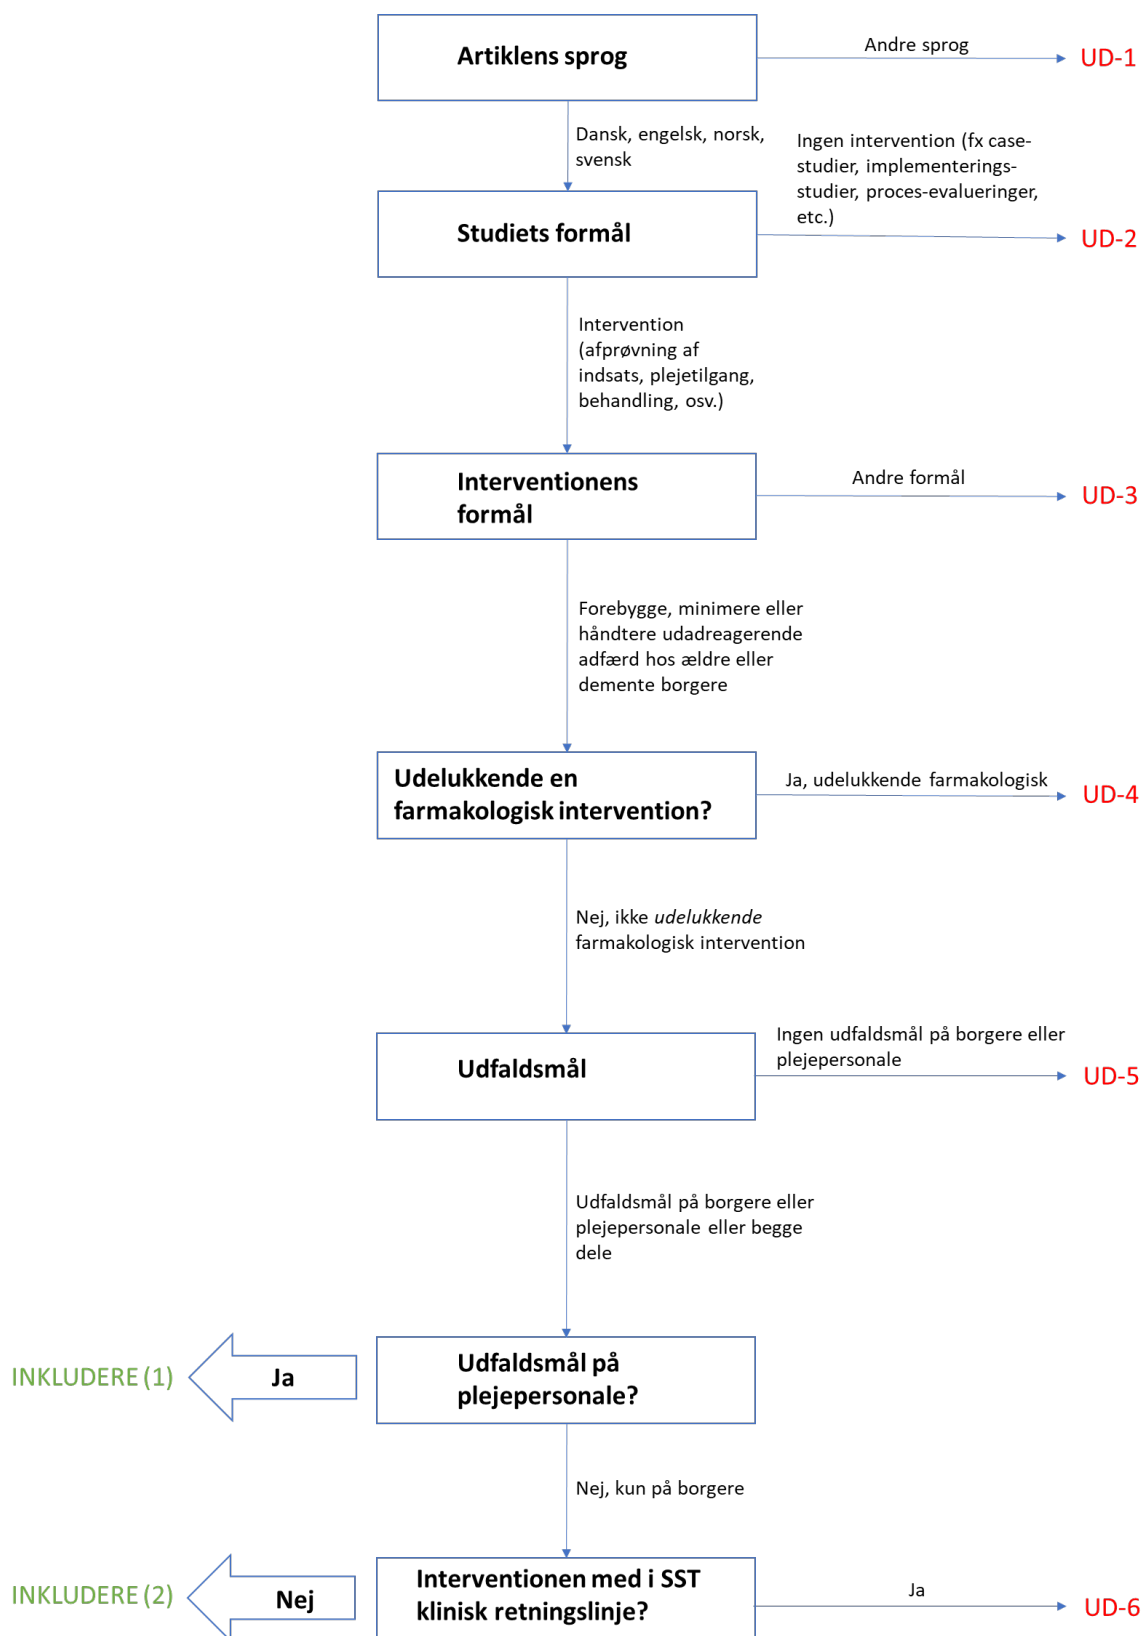 Artiklens sprog
Andre sprog
UD-1
Dansk, engelsk, norsk,
svensk
Ingen intervention (fx case-
studier, implementerings-
studier, proces-evalueringer,
etc.)
Studiets formål
UD-2
Intervention
(afprøvning af
indsats, plejetilgang,
behandling, osv.)
Interventionens
formål
Andre formål
UD-3
Forebygge, minimere eller
håndtere udadreagerende
adfærd hos ældre eller
demente borgere
Udelukkende en
farmakologisk intervention?
Ja, udelukkende farmakologisk
UD-4
Nej, ikke udelukkende
farmakologisk intervention
Udfaldsmål
Ingen udfaldsmål på borgere eller
plejepersonale
UD-5
Udfaldsmål på borgere eller
plejepersonale eller begge
dele
INKLUDERE (1)
Ja
Udfaldsmål på
plejepersonale?
Nej, kun på borgere
INKLUDERE (2)
Nej
Interventionen med i SST
klinisk retningslinje?
Ja
UD-6